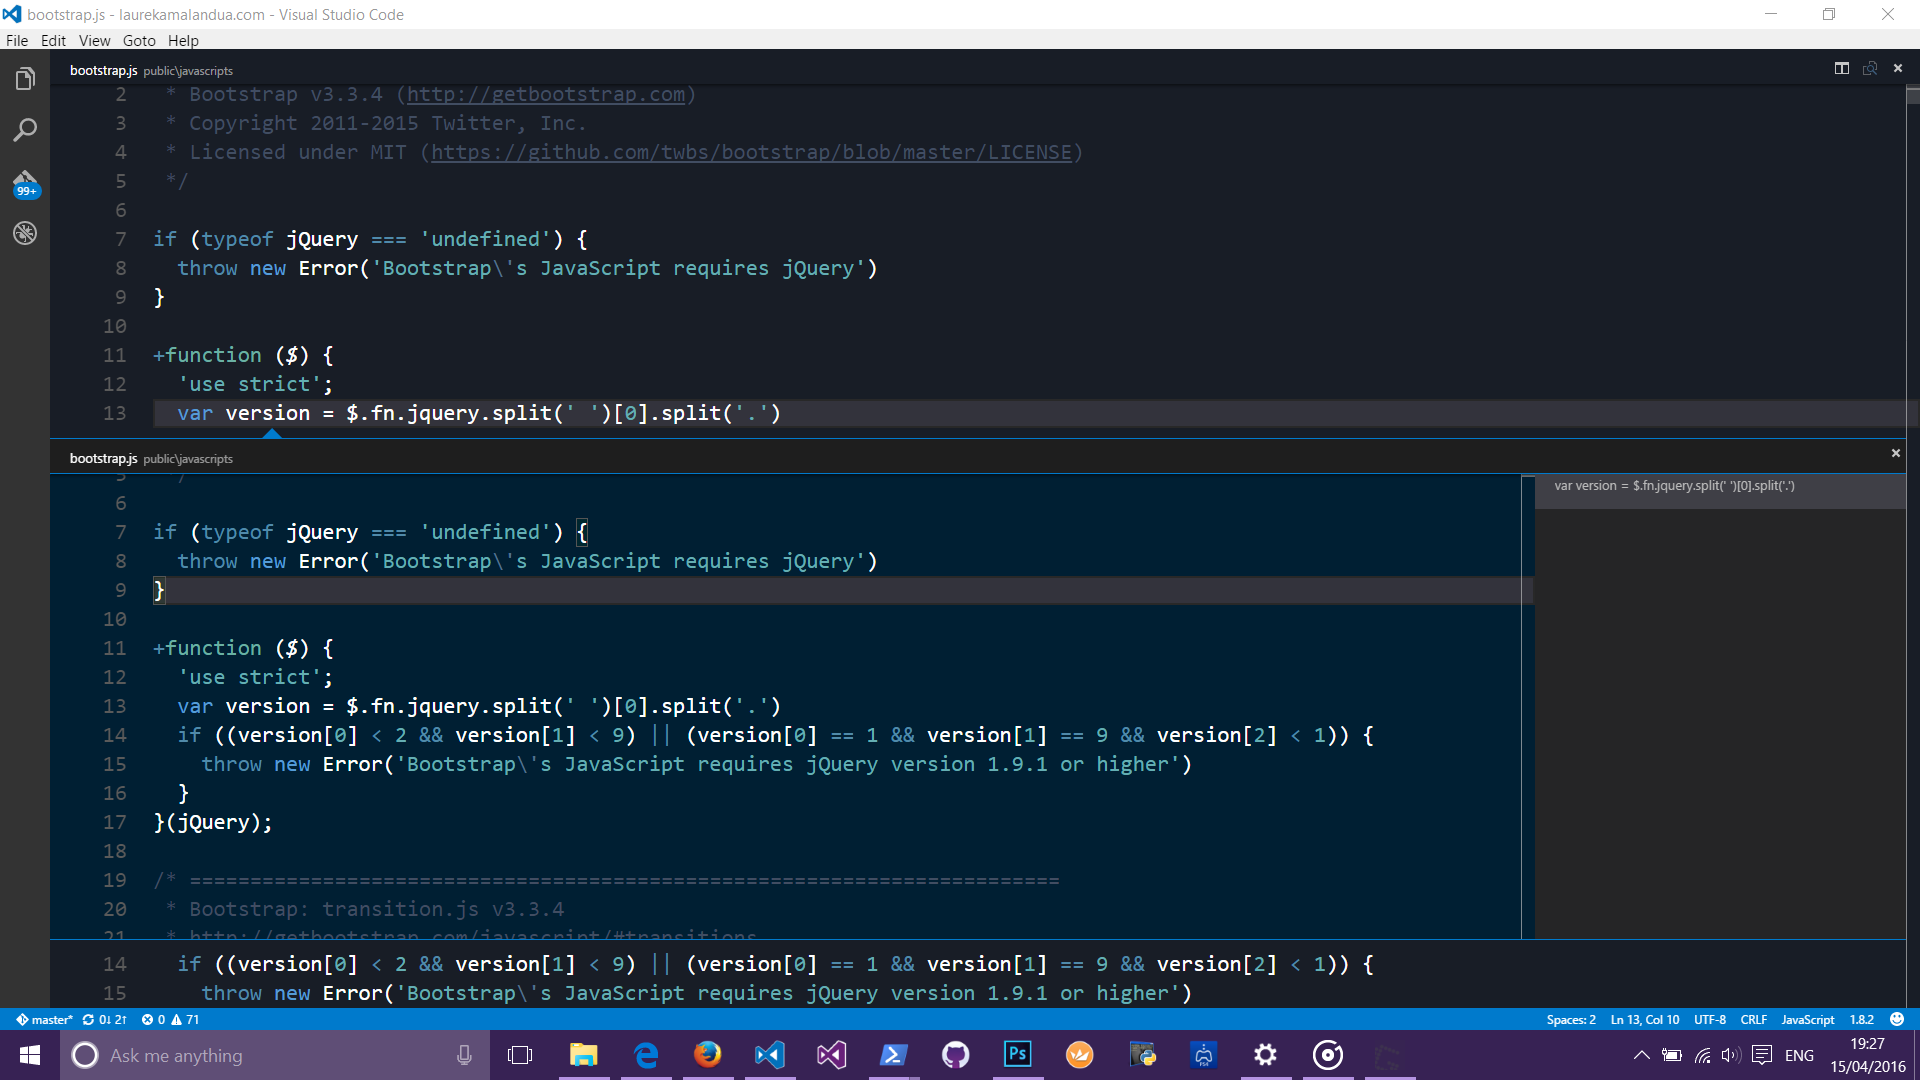 bootstrap.js - laurekamalandua.com - Visual Studio Code
File Edit View Goto Help
bootstrap.js public\javascripts
99+
2 * Bootstrap v3.3.4 (http://getbootstrap.com)
3 * Copyright 2011-2015 Twitter, Inc.
4 * Licensed under MIT (https://github.com/twbs/bootstrap/blob/master/LICENSE)
5 */
6
7 if (typeof jQuery === 'undefined') {
8 throw new Error('Bootstrap\'s JavaScript requires jQuery')
9 }
10
11 +function ($) {
12 'use strict';
13 var version = $.fn.jquery.split(' ')[0].split('.')
bootstrap.js public\javascripts
var version = $.fn.jquery.split(' ')[0].split('.')
6
7 if (typeof jQuery === 'undefined') {
8 throw new Error('Bootstrap\'s JavaScript requires jQuery')
9 }
10
11 +function ($) {
12 'use strict';
13 var version = $.fn.jquery.split(' ')[0].split('.')
14 if ((version[0] < 2 && version[1] < 9) || (version[0] == 1 && version[1] == 9 && version[2] < 1)) {
15 throw new Error('Bootstrap\'s JavaScript requires jQuery version 1.9.1 or higher')
16 }
17 }(jQuery);
18
19 /* ========================================================================
20 * Bootstrap: transition.js v3.3.4
21 * http://getbootstrap.com/javascript/#transitions
14 if ((version[0] < 2 && version[1] < 9) || (version[0] == 1 && version[1] == 9 && version[2] < 1)) {
15 throw new Error('Bootstrap\'s JavaScript requires jQuery version 1.9.1 or higher')
master* 0↓ 2↑ 0 71 Spaces: 2 Ln 13, Col 10 UTF-8 CRLF JavaScript 1.8.2
Ask me anything
Ps
PS4
ENG
19:27
15/04/2016